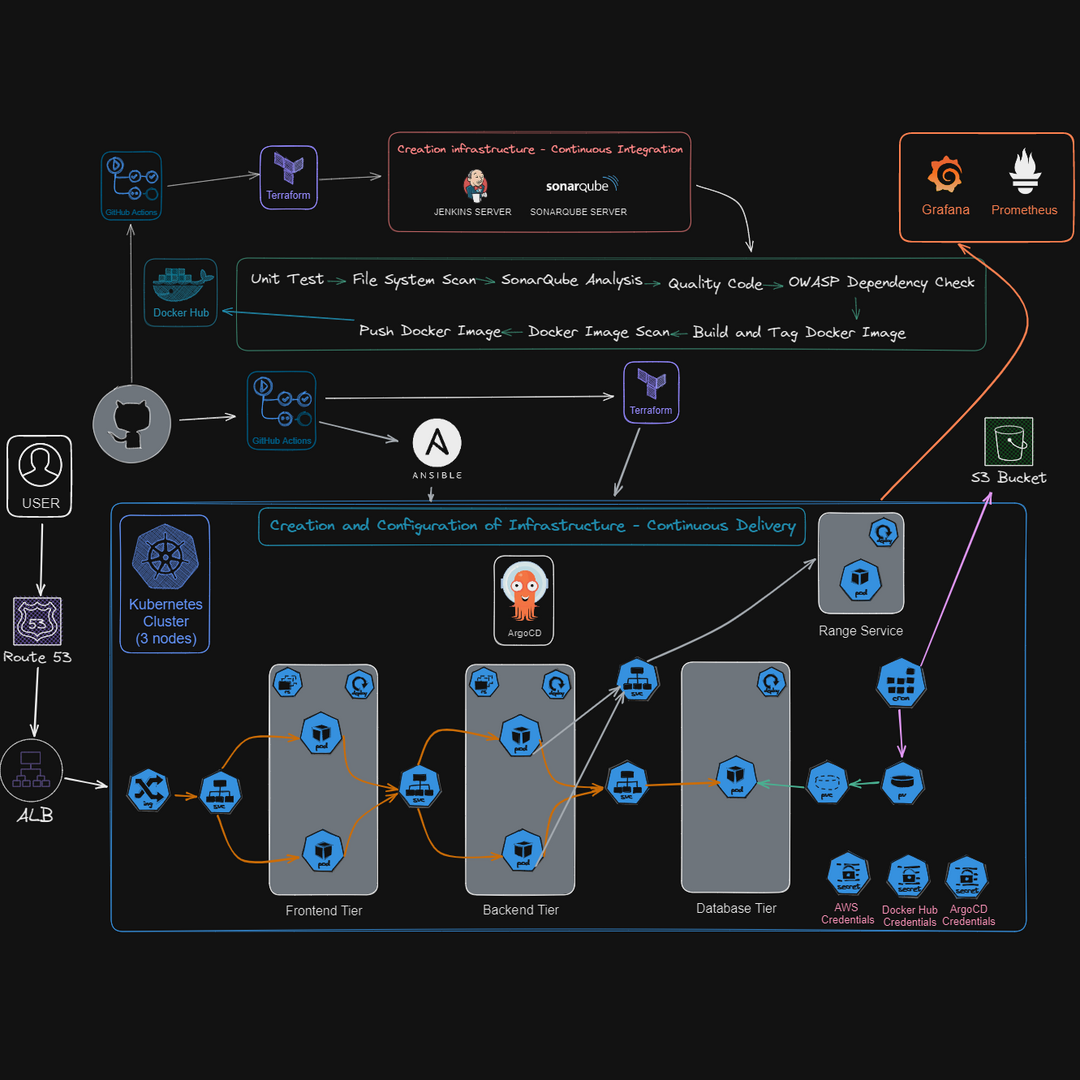 Creation infrastructure - Continuous Integration
GitHub Actions
Terraform
JENKINS SERVER
sonarqube
SONARQUBE SERVER
Grafana
Prometheus
Docker Hub
Unit Test
File System Scan
SonarQube Analysis
Quality Code
OWASP Dependency Check
Push Docker Image
Docker Image Scan
Build and Tag Docker Image
GitHub Actions
Terraform
ANSIBLE
S3 Bucket
USER
Creation and Configuration of Infrastructure - Continuous Delivery
Kubernetes
Cluster
(3 nodes)
ArgoCD
deploy
pod
Range Service
53
Route 53
rs
deploy
rs
deploy
svc
deploy
cron
pod
pod
ing
svc
svc
svc
pod
pvc
pv
ALB
pod
pod
secret
secret
secret
AWS
Credentials
Docker Hub
Credentials
ArgoCD
Credentials
Frontend Tier
Backend Tier
Database Tier